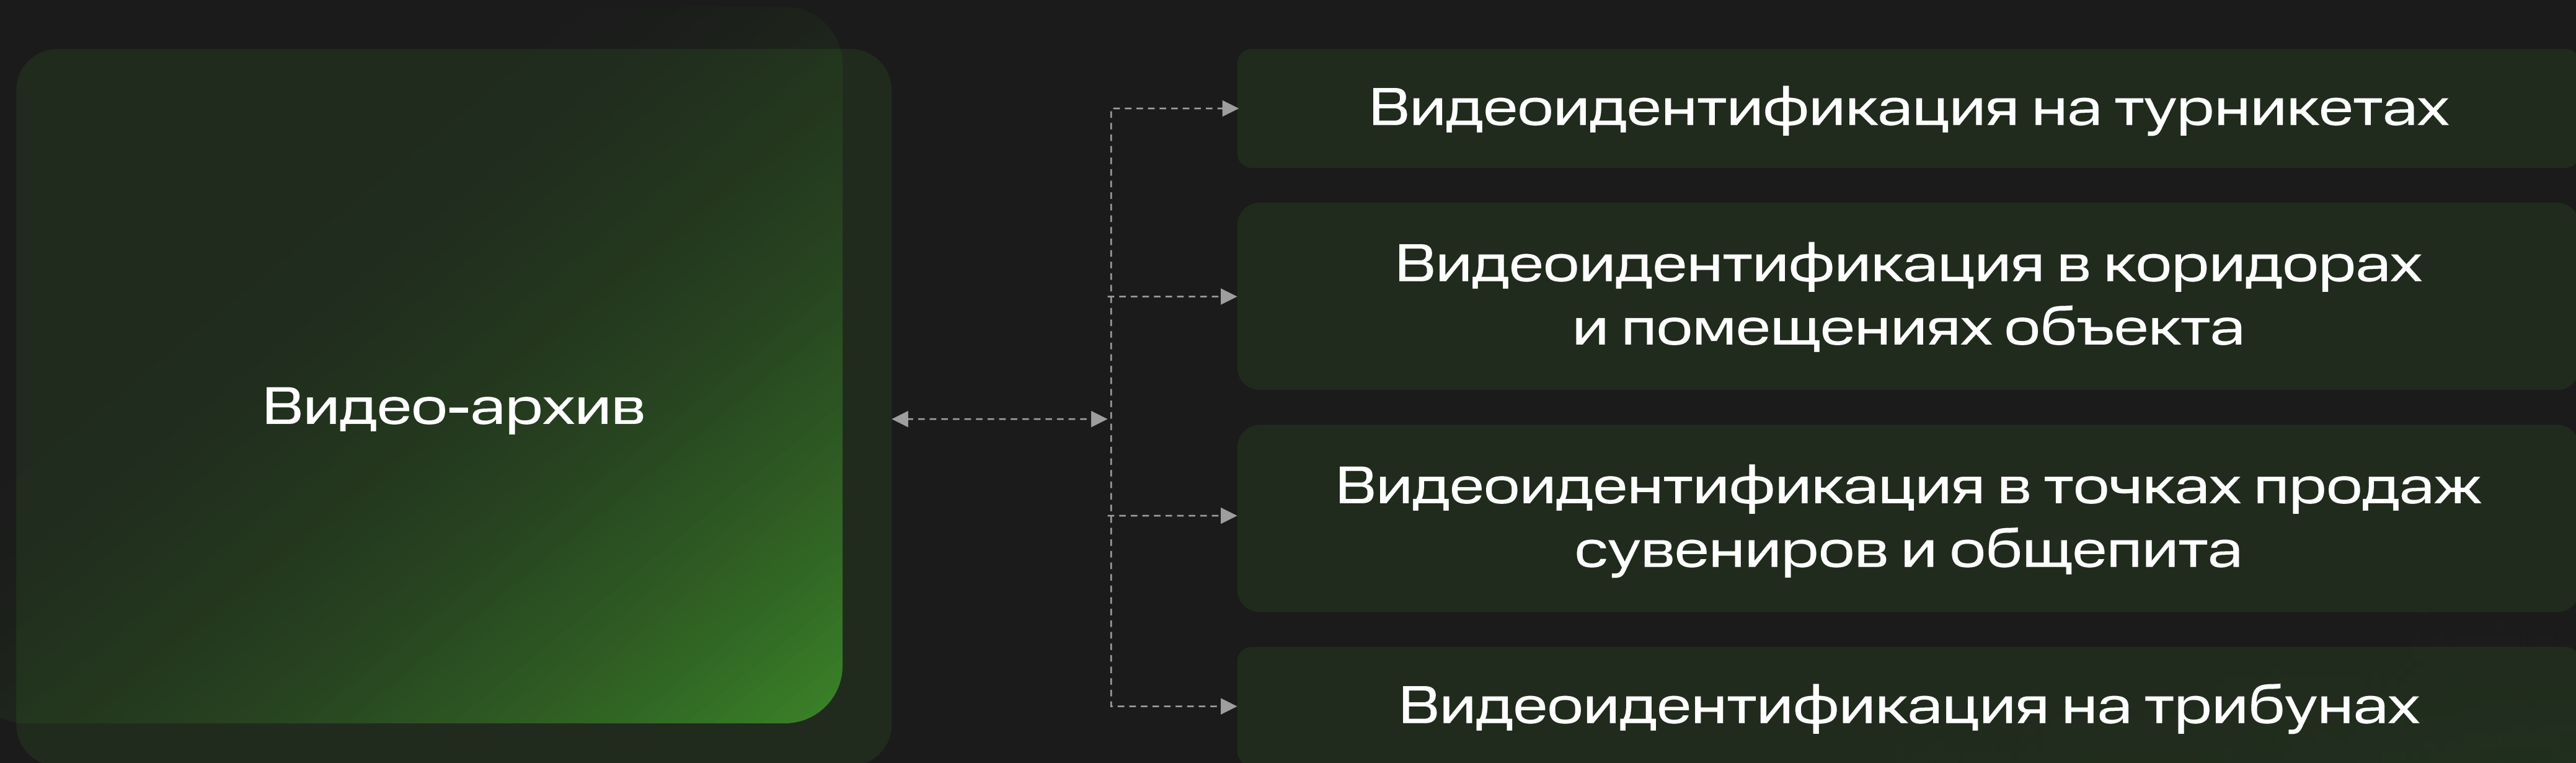 Видео-архив
Видеоидентификация на турникетах
Видеоидентификация в коридорах
и помещениях объекта
Видеоидентификация в точках продаж
сувениров и общепита
Видеоидентификация на трибунах